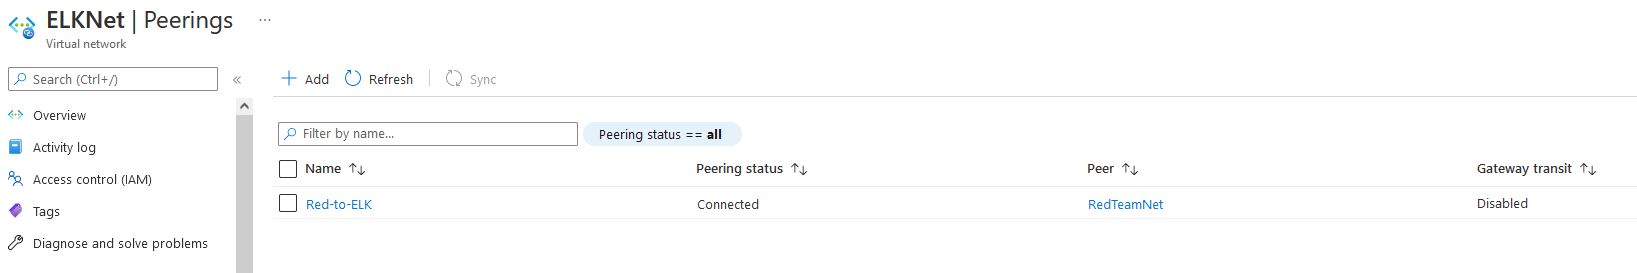 ELKNet | Peerings ...
Virtual network
Search (Ctrl+/) «
Overview
Activity log
Access control (IAM)
Tags
Diagnose and solve problems
+ Add Refresh Sync
Filter by name... Peering status == all
Name ↑↓ Peering status ↑↓ Peer ↑↓ Gateway transit ↑↓
Red-to-ELK Connected RedTeamNet Disabled